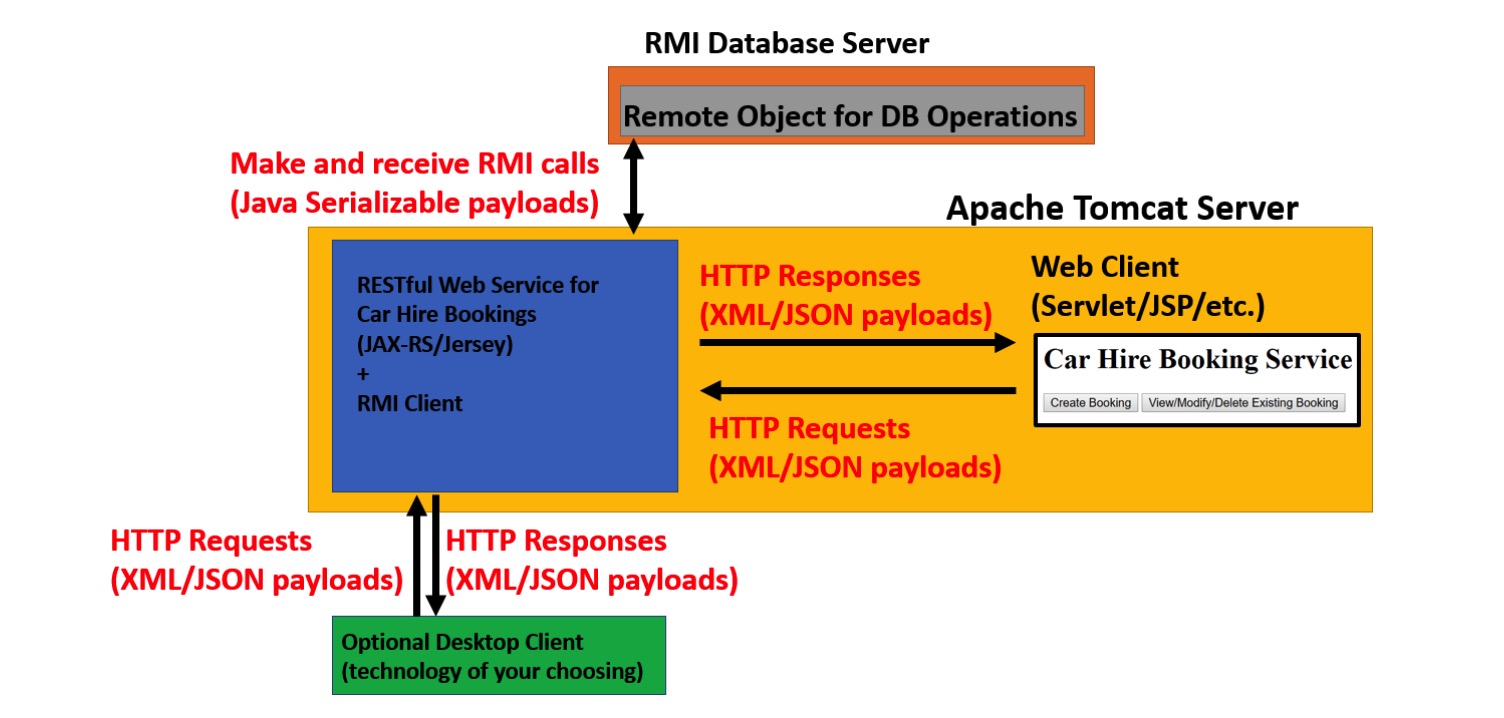 RMI Database Server
Remote Object for DB Operations
Make and receive RMI calls
(Java Serializable payloads)
Apache Tomcat Server
RESTful Web Service for
Car Hire Bookings
(JAX-RS/Jersey)
+
RMI Client
HTTP Responses
(XML/JSON payloads)
Web Client
(Servlet/JSP/etc.)
Car Hire Booking Service
Create Booking
View/Modify/Delete Existing Booking
HTTP Requests
(XML/JSON payloads)
HTTP Requests
(XML/JSON payloads)
HTTP Responses
(XML/JSON payloads)
Optional Desktop Client
(technology of your choosing)